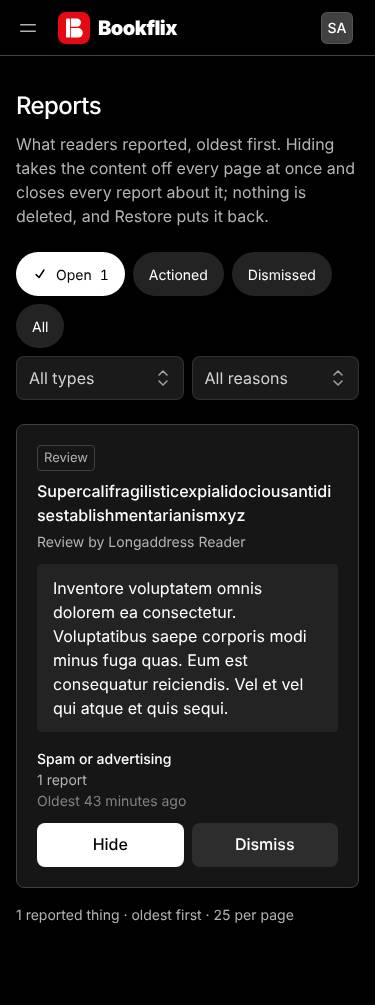 Bookflix
SA
Reports
What readers reported, oldest first. Hiding
takes the content off every page at once and
closes every report about it; nothing is
deleted, and Restore puts it back.
Open 1
Actioned
Dismissed
All
All types
All reasons
Review
Supercalifragilisticexpialidociousantidi
sestablishmentarianismxyz
Review by Longaddress Reader
Inventore voluptatem omnis
dolorem ea consectetur.
Voluptatibus saepe corporis modi
minus fuga quas. Eum est
consequatur reiciendis. Vel et vel
qui atque et quis sequi.
Spam or advertising
1 report
Oldest 43 minutes ago
Hide
Dismiss
1 reported thing · oldest first · 25 per page